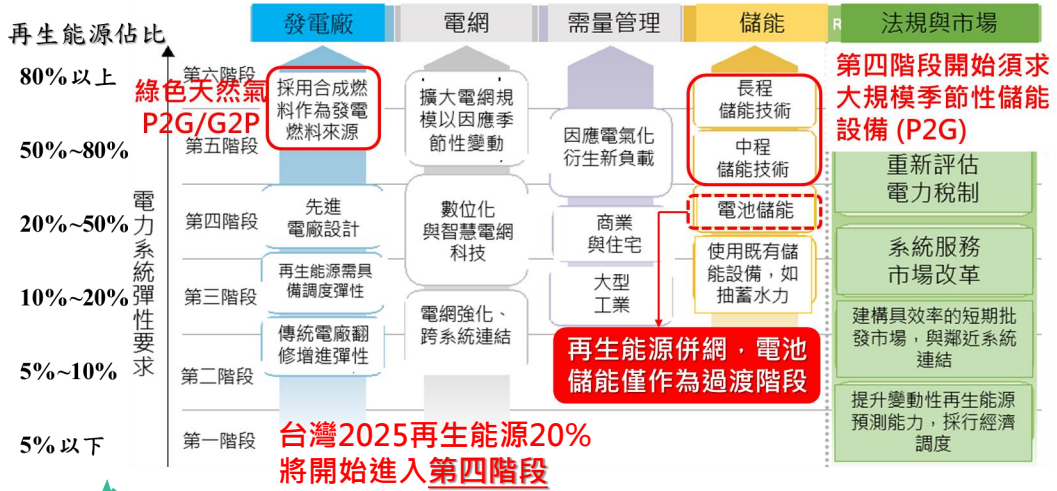 再生能源佔比
發電廠
電網
需量管理
儲能
R
法規與市場
80%以上
50%~80%
20%~50%
10%~20%
5%~10%
5%以下
電力系統彈性要求
第六階段
第五階段
第四階段
第三階段
第二階段
第一階段
綠色天然氣
P2G/G2P
採用合成燃
料作為發電
燃料來源
先進
電廠設計
再生能源需具
備調度彈性
傳統電廠翻
修增進彈性
擴大電網規
模以因應季
節性變動
數位化
與智慧電網
科技
電網強化、
跨系統連結
因應電氣化
衍生新負載
商業
與住宅
大型
工業
長程
儲能技術
中程
儲能技術
電池儲能
使用既有儲
能設備，如
抽蓄水力
再生能源併網，電池
儲能僅作為過渡階段
第四階段開始須求
大規模季節性儲能
設備 (P2G)
重新評估
電力稅制
系統服務
市場改革
建構具效率的短期批
發市場，與鄰近系統
連結
提升變動性再生能源
預測能力，採行經濟
調度
台灣2025再生能源20%
將開始進入第四階段